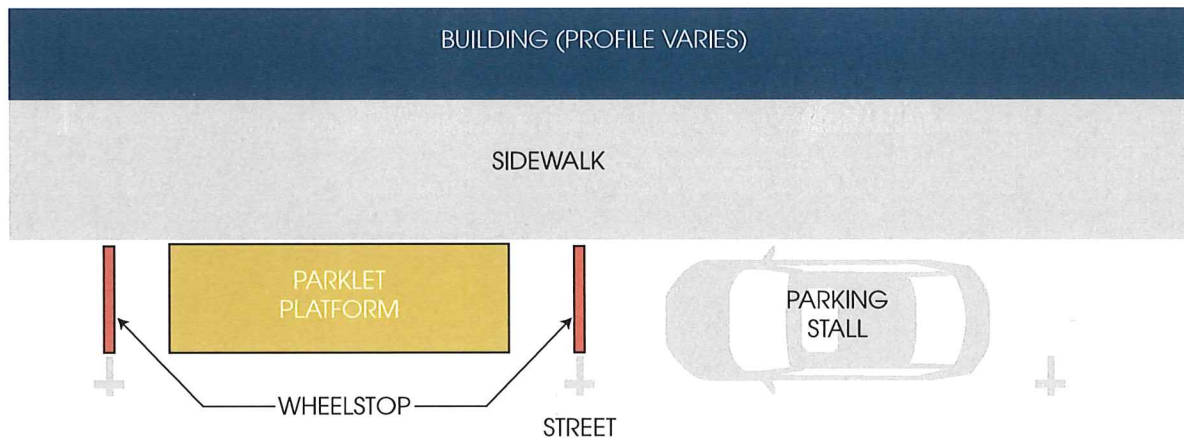 BUILDING (PROFILE VARIES)
SIDEWALK
PARKLET
PLATFORM
PARKING
STALL
WHEELSTOP
STREET